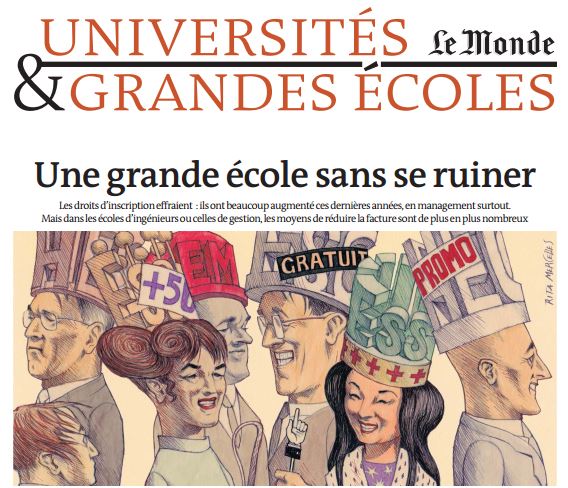 UNIVERSITÉS Le Monde
& GRANDES ÉCOLES
Une grande école sans se ruiner
Les droits d'inscription effraient : ils ont beaucoup augmenté ces dernières années, en management surtout.
Mais dans les écoles d'ingénieurs ou celles de gestion, les moyens de réduire la facture sont de plus en plus nombreux
GRATUIT
PROMO
EM
ESS
RITA MERCEDES